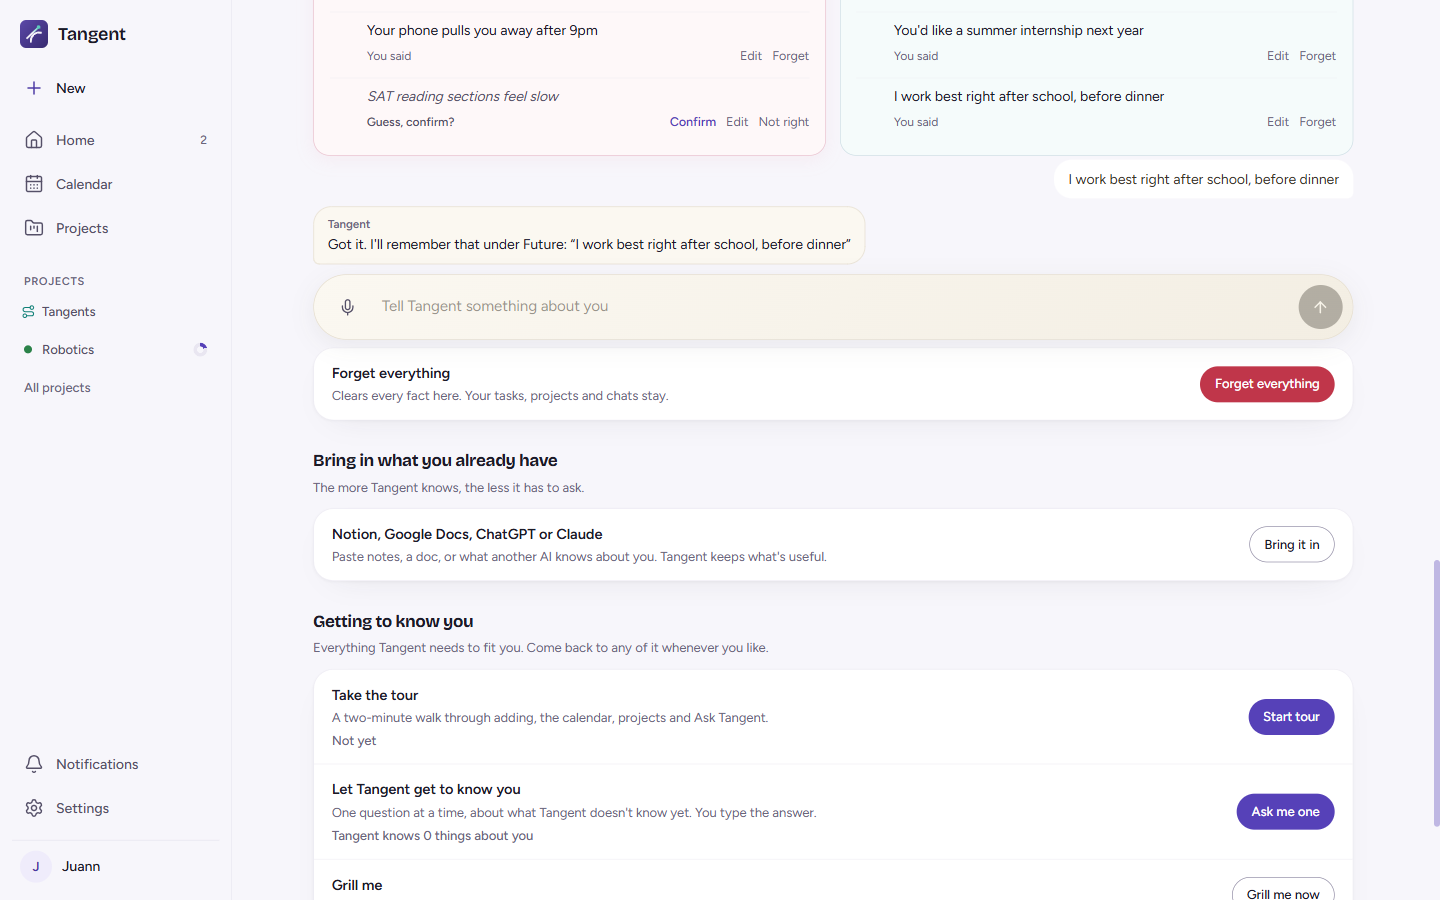 Tangent
New
Home 2
Calendar
Projects
PROJECTS
Tangents
Robotics
All projects
Notifications
Settings
J Juann
Your phone pulls you away after 9pm
You said Edit Forget
SAT reading sections feel slow
Guess, confirm? Confirm Edit Not right
You'd like a summer internship next year
You said Edit Forget
I work best right after school, before dinner
You said Edit Forget
I work best right after school, before dinner
Tangent
Got it. I'll remember that under Future: “I work best right after school, before dinner”
Tell Tangent something about you
Forget everything
Clears every fact here. Your tasks, projects and chats stay.
Forget everything
Bring in what you already have
The more Tangent knows, the less it has to ask.
Notion, Google Docs, ChatGPT or Claude
Paste notes, a doc, or what another AI knows about you. Tangent keeps what's useful.
Bring it in
Getting to know you
Everything Tangent needs to fit you. Come back to any of it whenever you like.
Take the tour
A two-minute walk through adding, the calendar, projects and Ask Tangent.
Not yet
Start tour
Let Tangent get to know you
One question at a time, about what Tangent doesn't know yet. You type the answer.
Tangent knows 0 things about you
Ask me one
Grill me
Grill me now